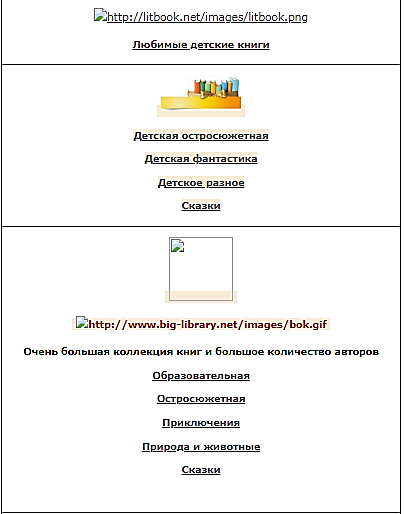 http://litbook.net/images/litbook.png
Любимые детские книги
Детская остросюжетная
Детская фантастика
Детское разное
Сказки
http://www.big-library.net/images/bok.gif
Очень большая коллекция книг и большое количество авторов
Образовательная
Остросюжетная
Приключения
Природа и животные
Сказки